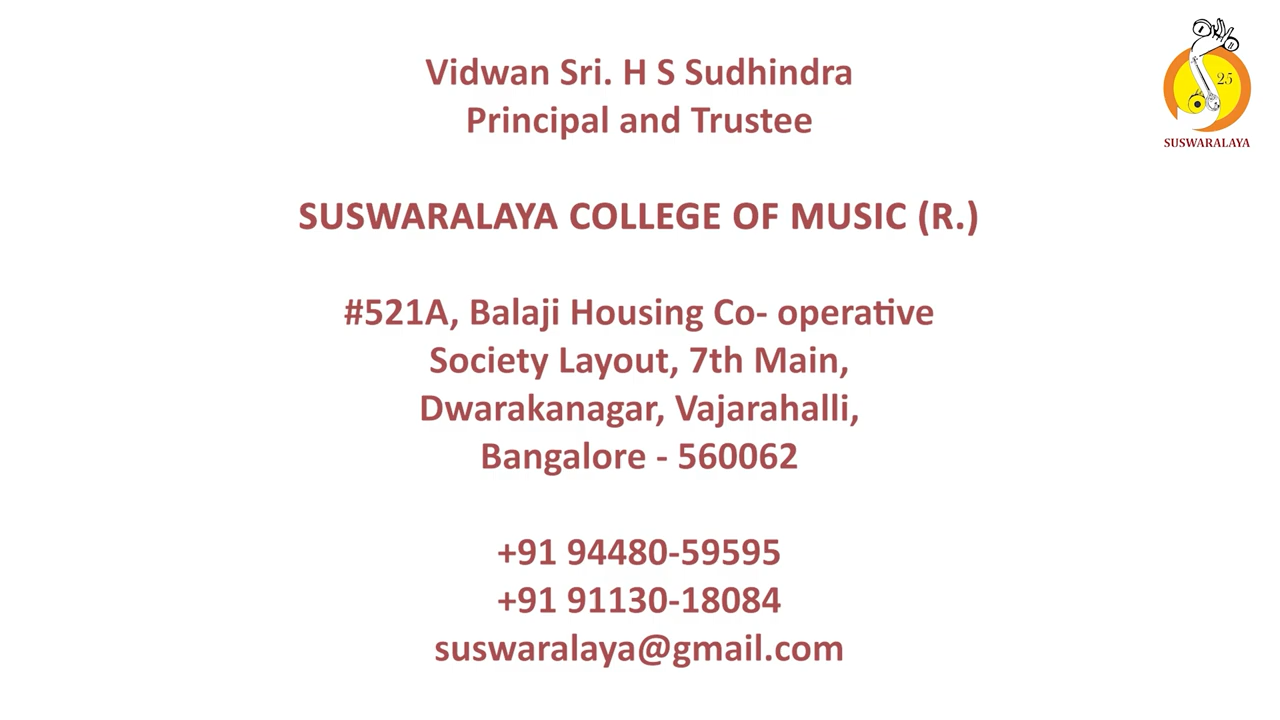 Vidwan Sri. H S Sudhindra
Principal and Trustee
SUSWARALAYA COLLEGE OF MUSIC (R.)
#521A, Balaji Housing Co- operative
Society Layout, 7th Main,
Dwarakanagar, Vajarahalli,
Bangalore - 560062
+91 94480-59595
+91 91130-18084
suswaralaya@gmail.com
25
SUSWARALAYA